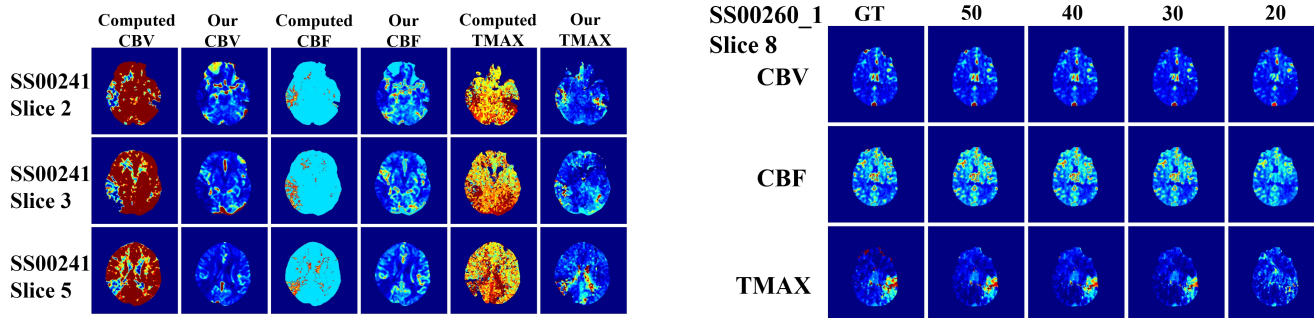 Computed Our Computed Our Computed Our
CBV CBV CBF CBF TMAX TMAX
SS00241
Slice 2
SS00241
Slice 3
SS00241
Slice 5
SS00260_1 GT 50 40 30 20
Slice 8
CBV
CBF
TMAX